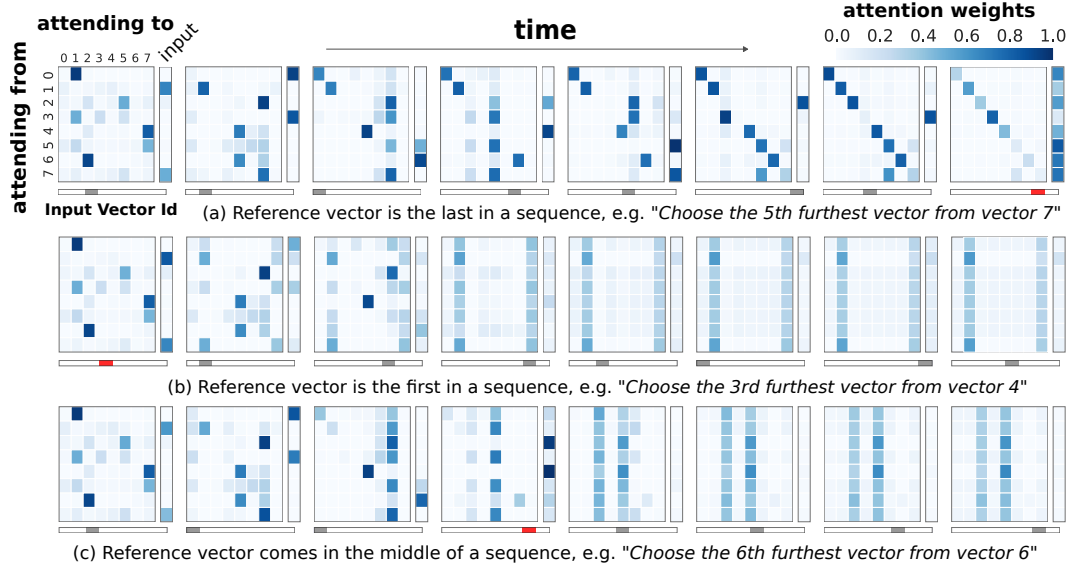 attending to
attention weights
input
time
0.0 0.2 0.4 0.6 0.8 1.0
0 1 2 3 4 5 6 7
attending from
0
1
2
3
4
5
6
7
Input Vector Id
(a) Reference vector is the last in a sequence, e.g. "Choose the 5th furthest vector from vector 7"
(b) Reference vector is the first in a sequence, e.g. "Choose the 3rd furthest vector from vector 4"
(c) Reference vector comes in the middle of a sequence, e.g. "Choose the 6th furthest vector from vector 6"